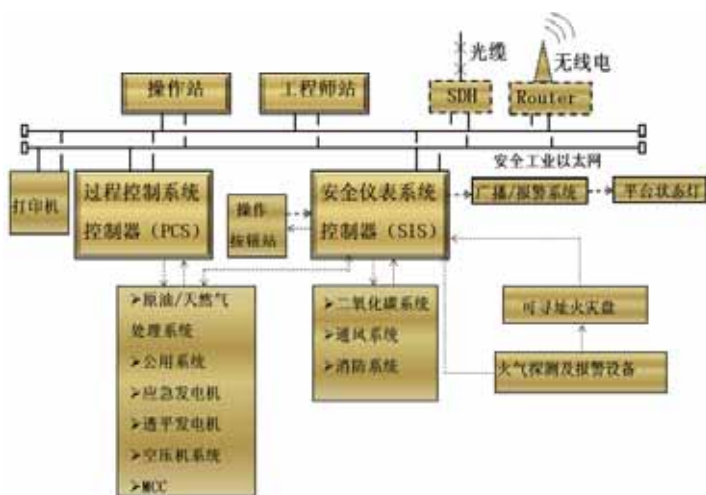 光缆
无线电
操作站
工程师站
SDH
Router
安全工业以太网
打印机
过程控制系统
控制器（PCS）
操作
按钮站
安全仪表系统
控制器（SIS）
广播/报警系统
平台状态灯
➢原油/天然气
处理系统
➢公用系统
➢应急发电机
➢透平发电机
➢空压机系统
➢MCC
➢二氧化碳系统
➢通风系统
➢消防系统
可寻址火灾盘
火气探测及报警设备